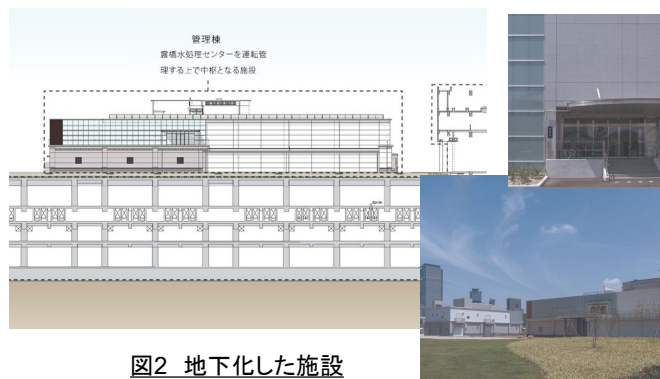 管理棟
露橋水処理センターを運転管
理する上で中枢となる施設
図2 地下化した施設